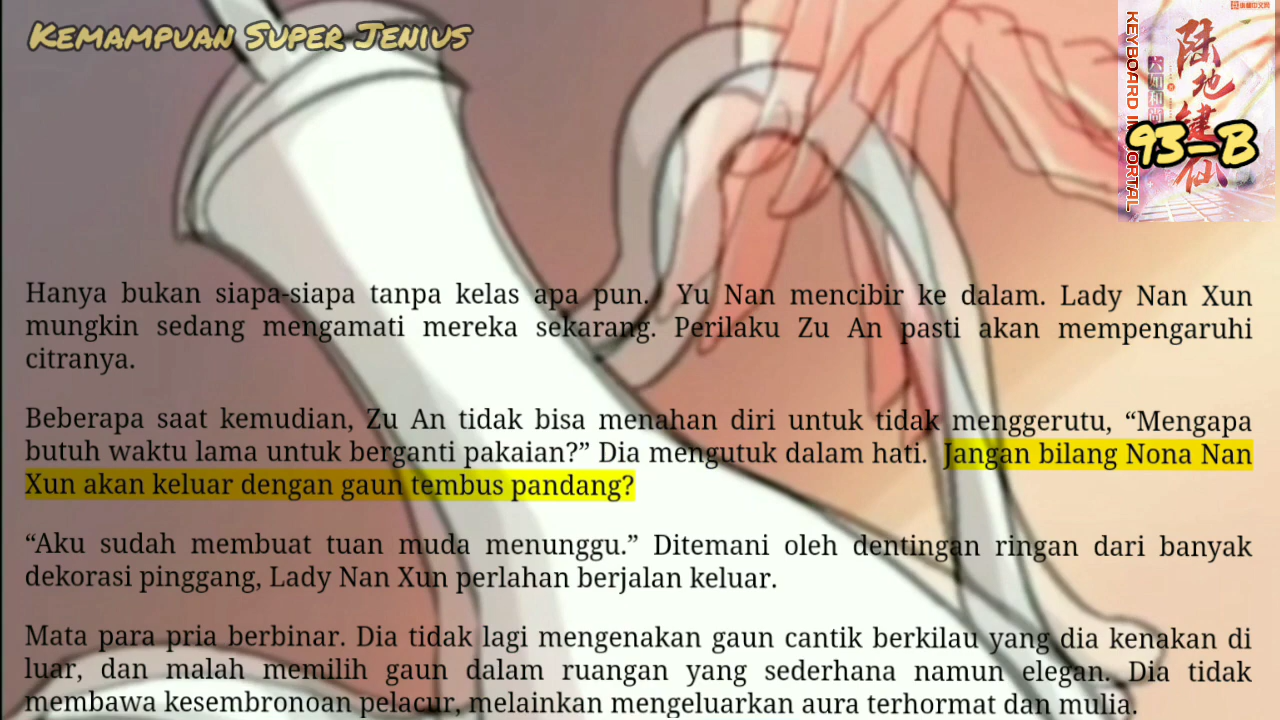 Kemampuan Super Jenius
陆地键仙
KEYBOARD IMMORTAL
93-B
Hanya bukan siapa-siapa tanpa kelas apa pun. Yu Nan mencibir ke dalam. Lady Nan Xun
mungkin sedang mengamati mereka sekarang. Perilaku Zu An pasti akan mempengaruhi
citranya.
Beberapa saat kemudian, Zu An tidak bisa menahan diri untuk tidak menggerutu, “Mengapa
butuh waktu lama untuk berganti pakaian?” Dia mengutuk dalam hati. Jangan bilang Nona Nan
Xun akan keluar dengan gaun tembus pandang?
“Aku sudah membuat tuan muda menunggu.” Ditemani oleh dentingan ringan dari banyak
dekorasi pinggang, Lady Nan Xun perlahan berjalan keluar.
Mata para pria berbinar. Dia tidak lagi mengenakan gaun cantik berkilau yang dia kenakan di
luar, dan malah memilih gaun dalam ruangan yang sederhana namun elegan. Dia tidak
membawa kesembronoan pelacur, melainkan mengeluarkan aura terhormat dan mulia.